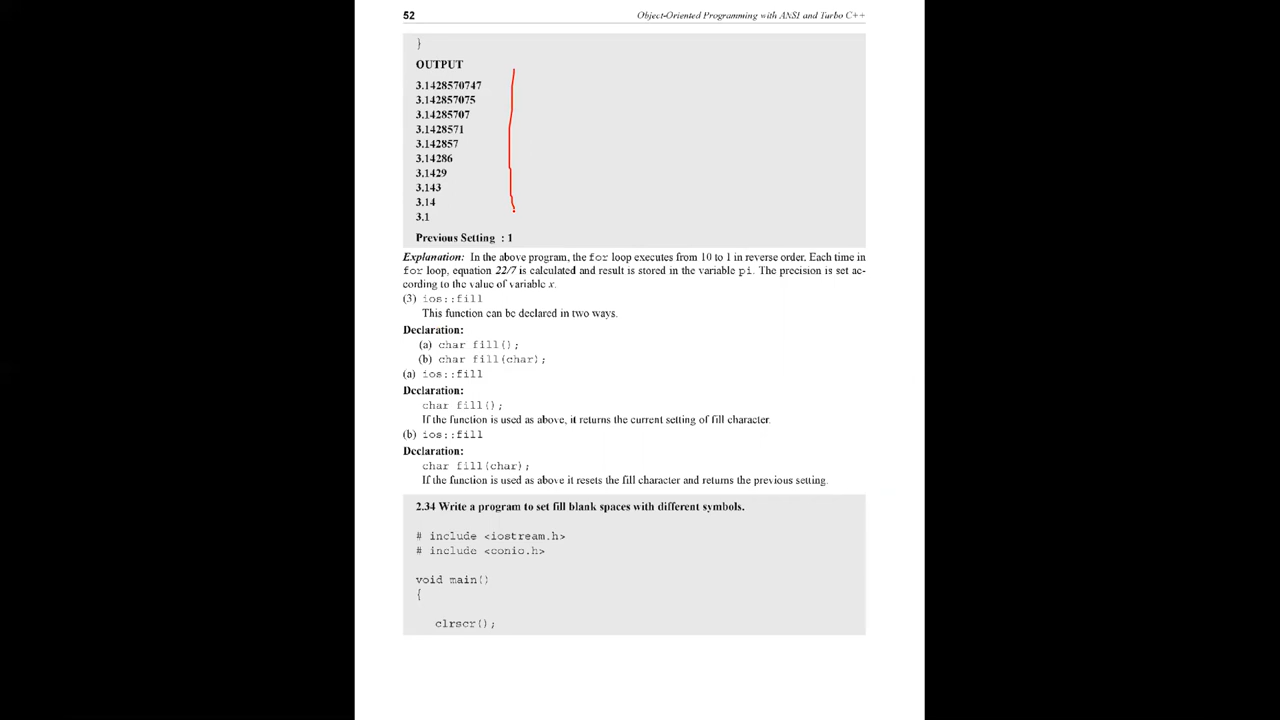 52 Object-Oriented Programming with ANSI and Turbo C++
}
OUTPUT
3.1428570747
3.142857075
3.14285707
3.1428571
3.142857
3.14286
3.1429
3.143
3.14
3.1
Previous Setting : 1
Explanation: In the above program, the for loop executes from 10 to 1 in reverse order. Each time in
for loop, equation 22/7 is calculated and result is stored in the variable pi. The precision is set ac-
cording to the value of variable x.
(3) ios::fill
This function can be declared in two ways.
Declaration:
(a) char fill();
(b) char fill(char);
(a) ios::fill
Declaration:
char fill();
If the function is used as above, it returns the current setting of fill character.
(b) ios::fill
Declaration:
char fill(char);
If the function is used as above it resets the fill character and returns the previous setting.
2.34 Write a program to set fill blank spaces with different symbols.
# include <iostream.h>
# include <conio.h>
void main()
{
clrscr();